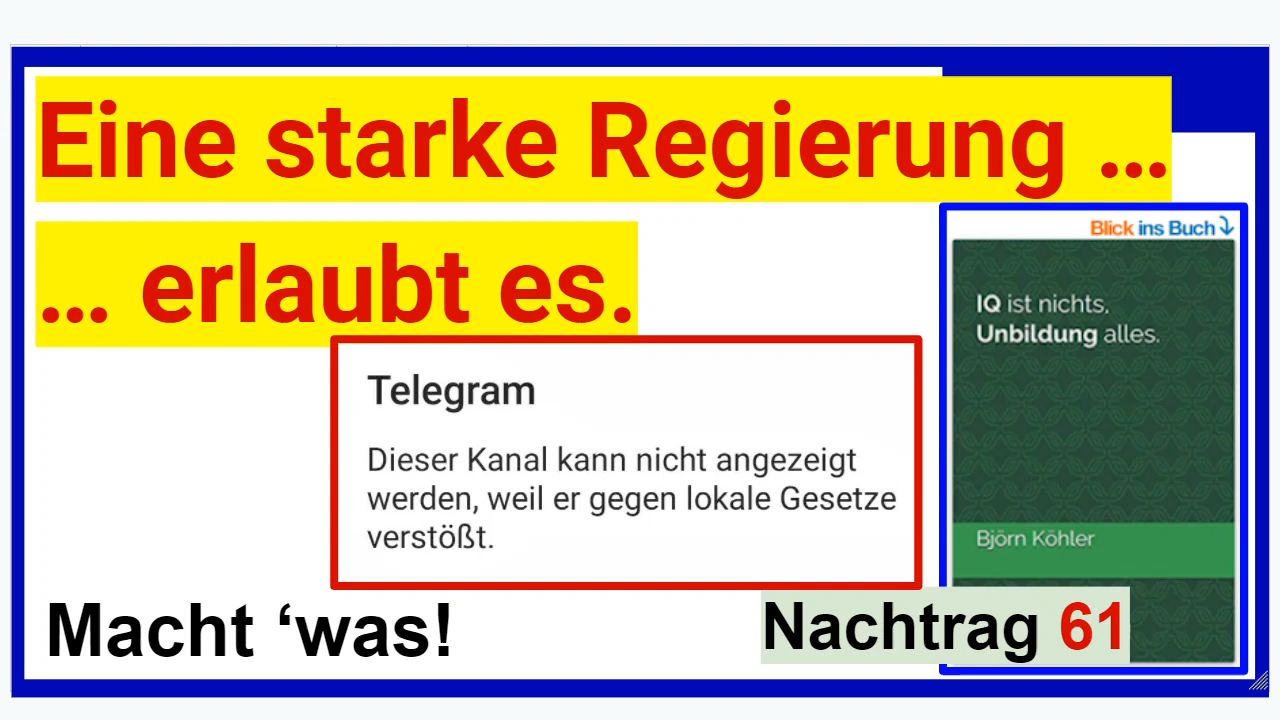 Eine starke Regierung ...
... erlaubt es.
Blick ins Buch
IQ ist nichts,
Unbildung alles.
Telegram
Dieser Kanal kann nicht angezeigt
werden, weil er gegen lokale Gesetze
verstößt.
Björn Köhler
Macht ‘was!
Nachtrag 61